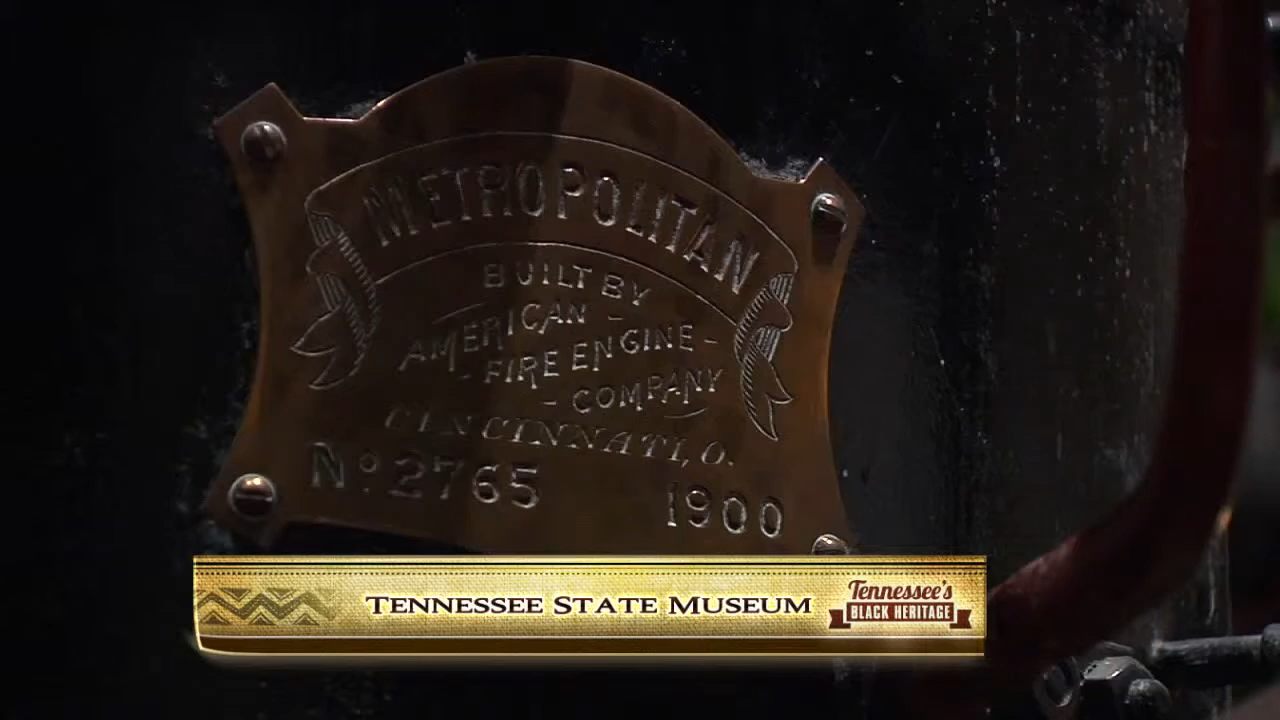 METROPOLITAN
BUILT BY
AMERICAN -
- FIRE ENGINE -
- COMPANY
CINCINNATI, O.
No. 2765 1900
TENNESSEE STATE MUSEUM
Tennessee's
BLACK HERITAGE